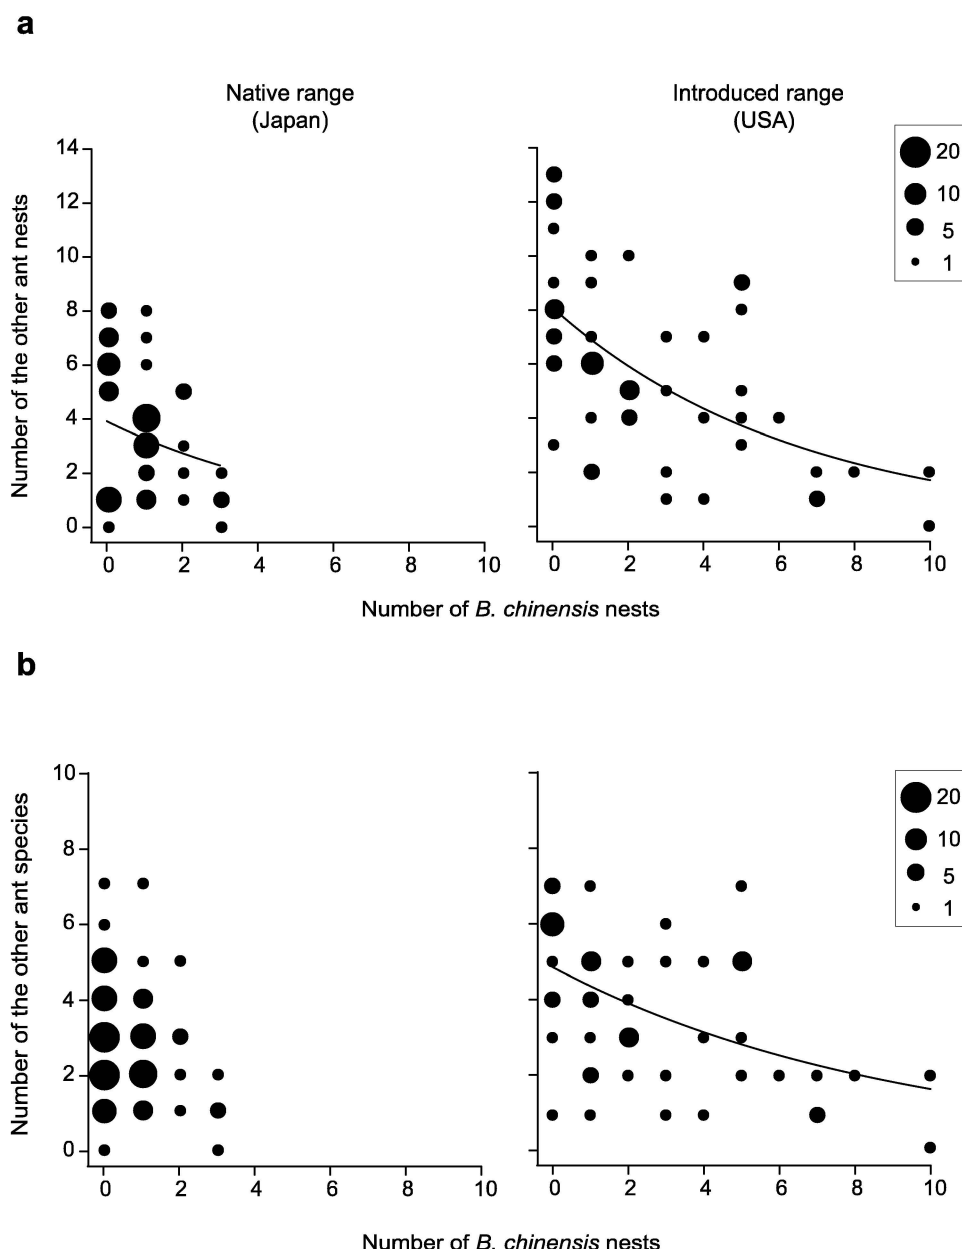 a
Native range
(Japan)
Introduced range
(USA)
20
10
5
1
Number of the other ant nests
14
12
10
8
6
4
2
0
0 2 4 6 8 10
0 2 4 6 8 10
Number of B. chinensis nests
b
20
10
5
1
Number of the other ant species
10
8
6
4
2
0
0 2 4 6 8 10
0 2 4 6 8 10
Number of B. chinensis nests